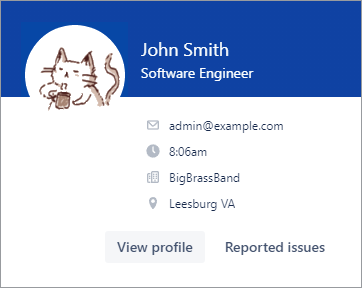 John Smith
Software Engineer
admin@example.com
8:06am
BigBrassBand
Leesburg VA
View profile Reported issues